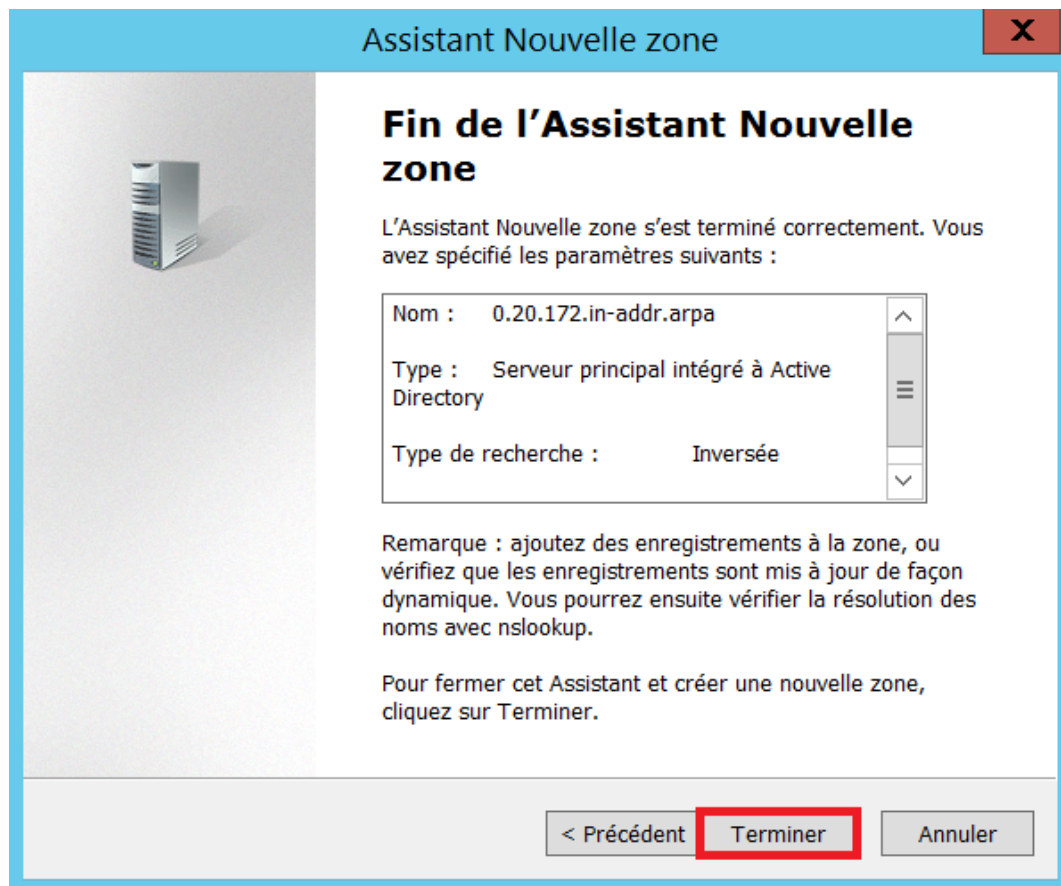 Assistant Nouvelle zone
X
Fin de l’Assistant Nouvelle
zone
L’Assistant Nouvelle zone s’est terminé correctement. Vous
avez spécifié les paramètres suivants :
Nom : 0.20.172.in-addr.arpa
Type : Serveur principal intégré à Active
Directory
Type de recherche : Inversée
Remarque : ajoutez des enregistrements à la zone, ou
vérifiez que les enregistrements sont mis à jour de façon
dynamique. Vous pourrez ensuite vérifier la résolution des
noms avec nslookup.
Pour fermer cet Assistant et créer une nouvelle zone,
cliquez sur Terminer.
< Précédent Terminer Annuler